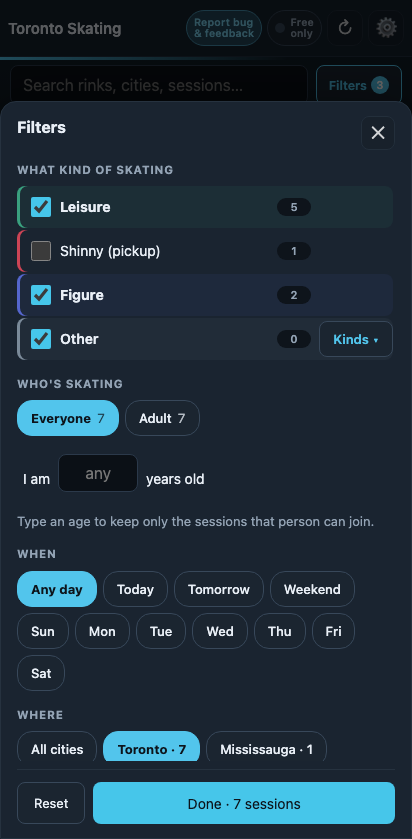 Toronto Skating
Report bug
& feedback
Free
only
Search rinks, cities, sessions...
Filters 3
Filters
WHAT KIND OF SKATING
Leisure 5
Shinny (pickup) 1
Figure 2
Other 0 Kinds ▾
WHO'S SKATING
Everyone 7 Adult 7
I am any years old
Type an age to keep only the sessions that person can join.
WHEN
Any day Today Tomorrow Weekend
Sun Mon Tue Wed Thu Fri
Sat
WHERE
All cities Toronto · 7 Mississauga · 1
Reset Done · 7 sessions